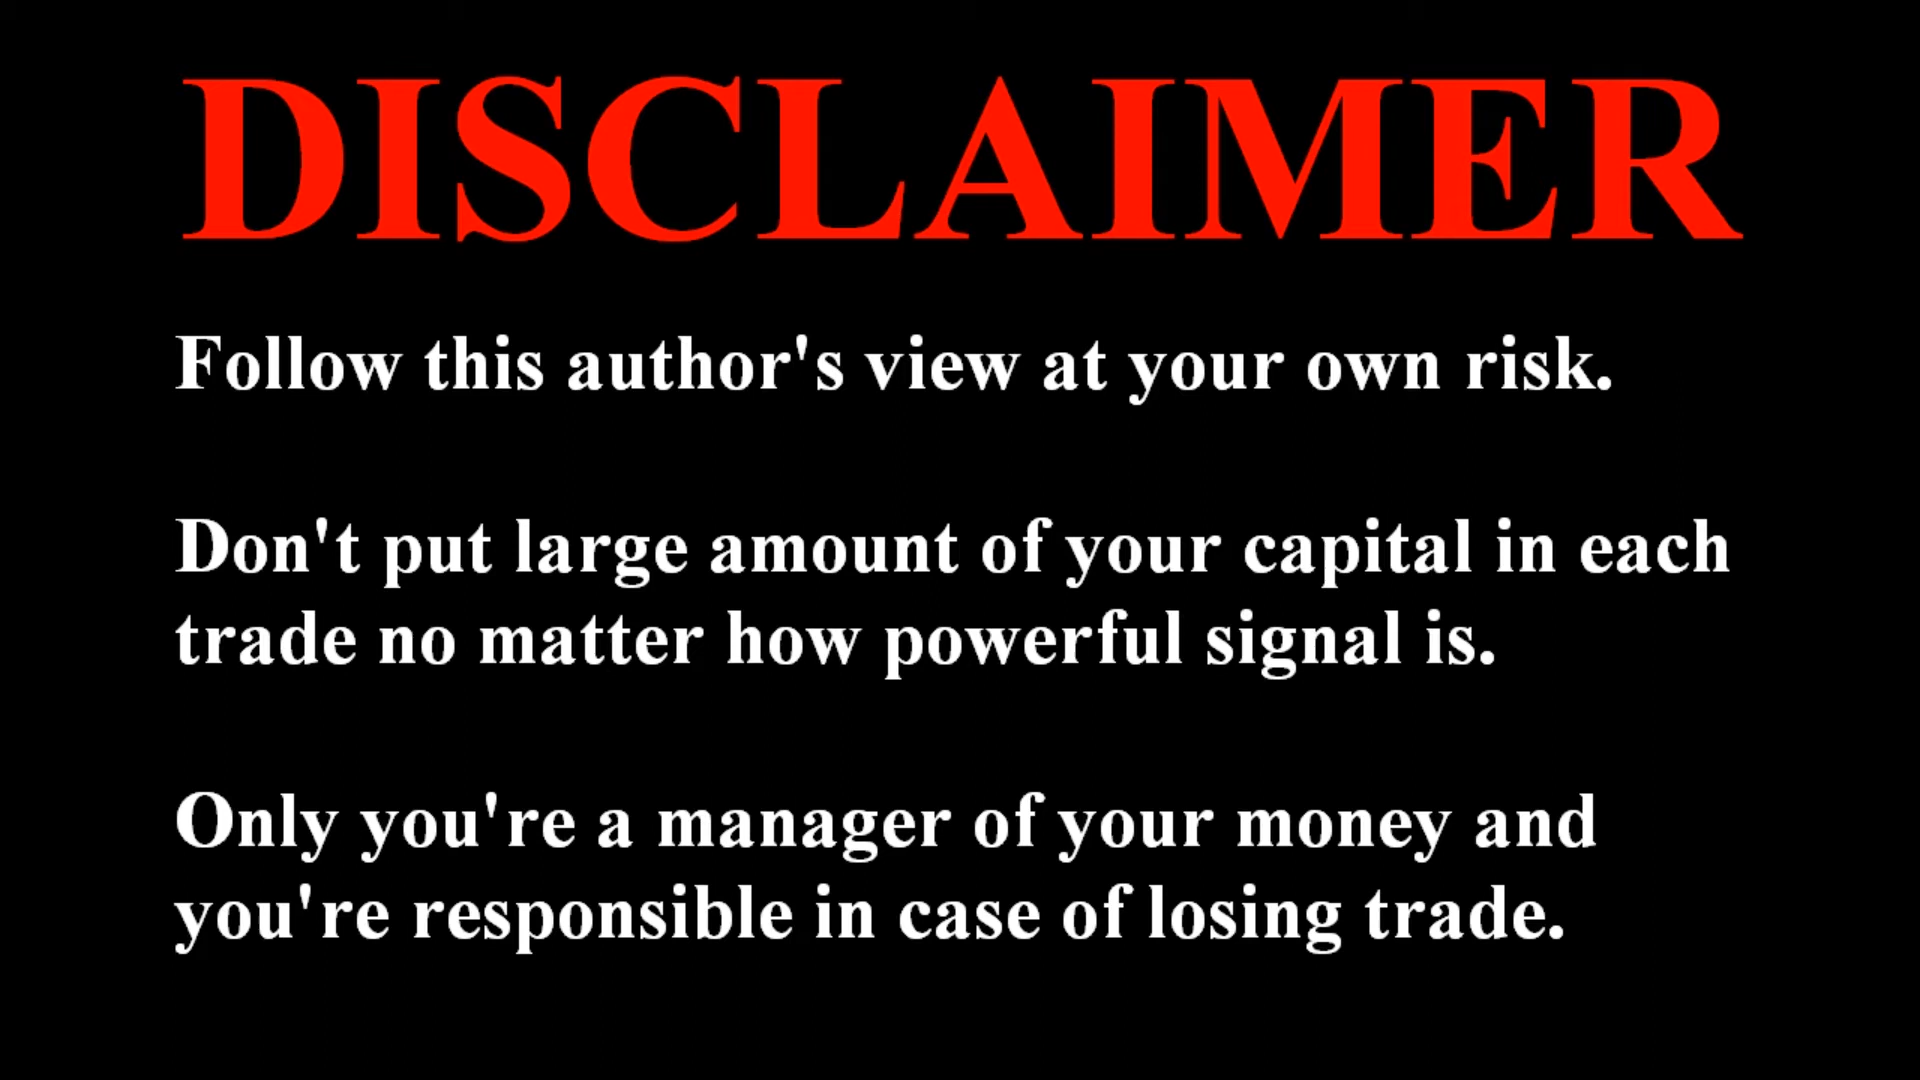 DISCLAIMER
Follow this author's view at your own risk.
Don't put large amount of your capital in each
trade no matter how powerful signal is.
Only you're a manager of your money and
you're responsible in case of losing trade.